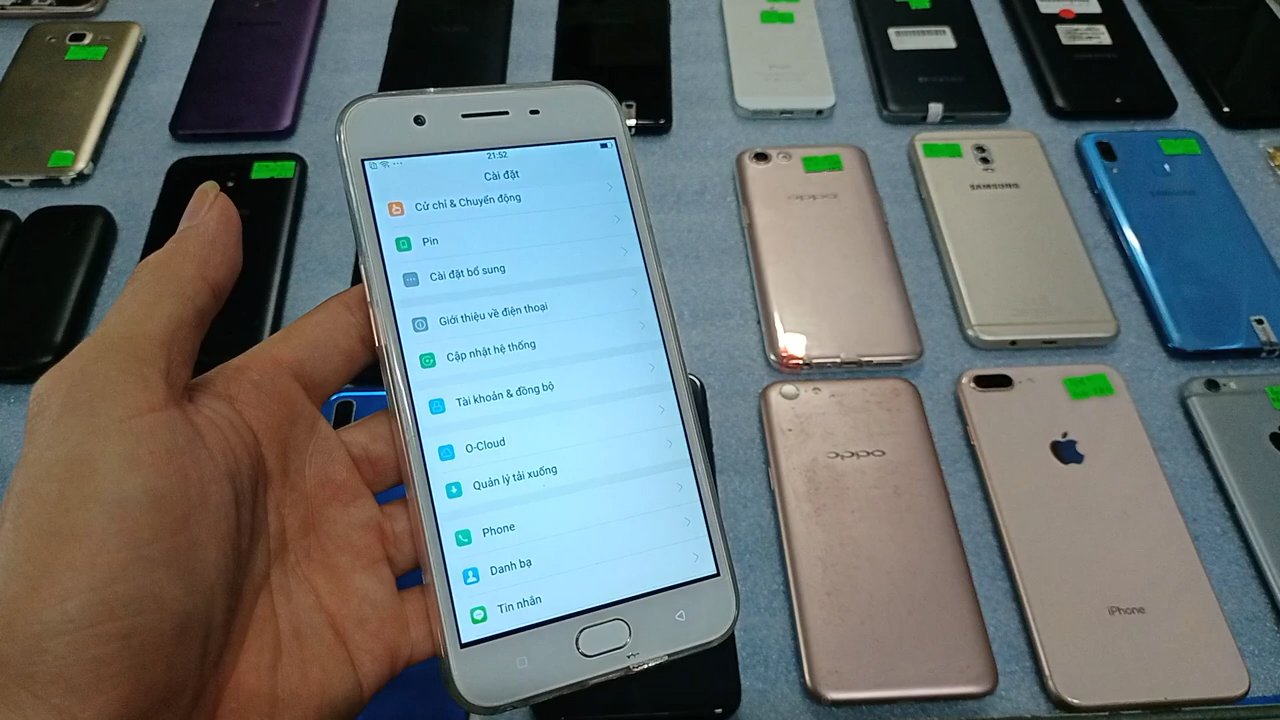 21:52
Cài đặt
Cử chỉ & Chuyển động
Pin
Cài đặt bổ sung
Giới thiệu về điện thoại
Cập nhật hệ thống
Tài khoản & đồng bộ
O-Cloud
Quản lý tải xuống
Phone
Danh bạ
Tin nhắn
oppo
SAMSUNG
oppo
iPhone